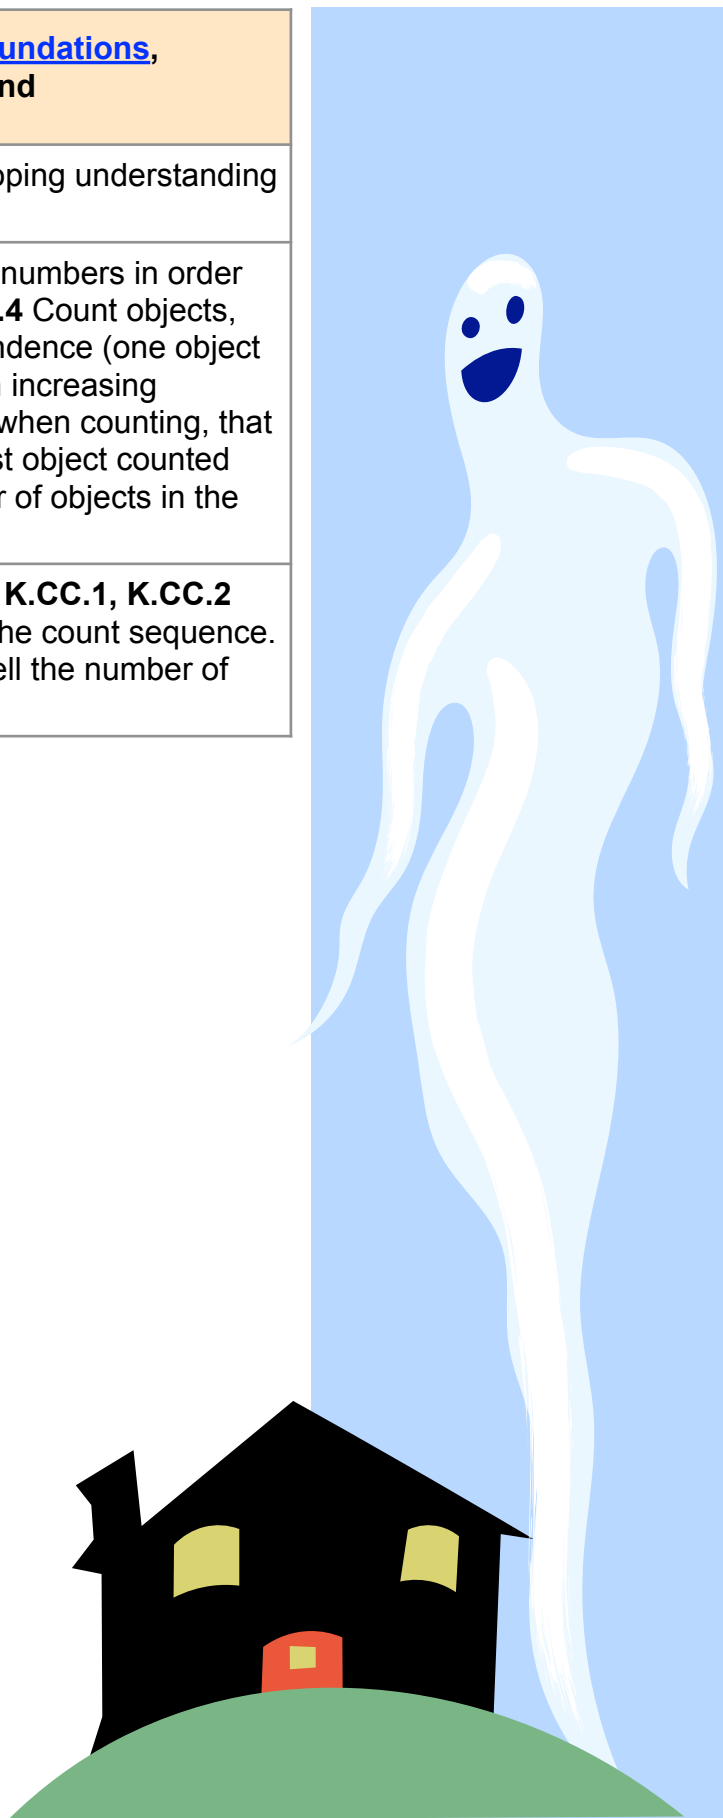 undations,
nd
oping understanding
numbers in order
.4 Count objects,
ndence (one object
n increasing
when counting, that
st object counted
r of objects in the
K.CC.1, K.CC.2
he count sequence.
ell the number of